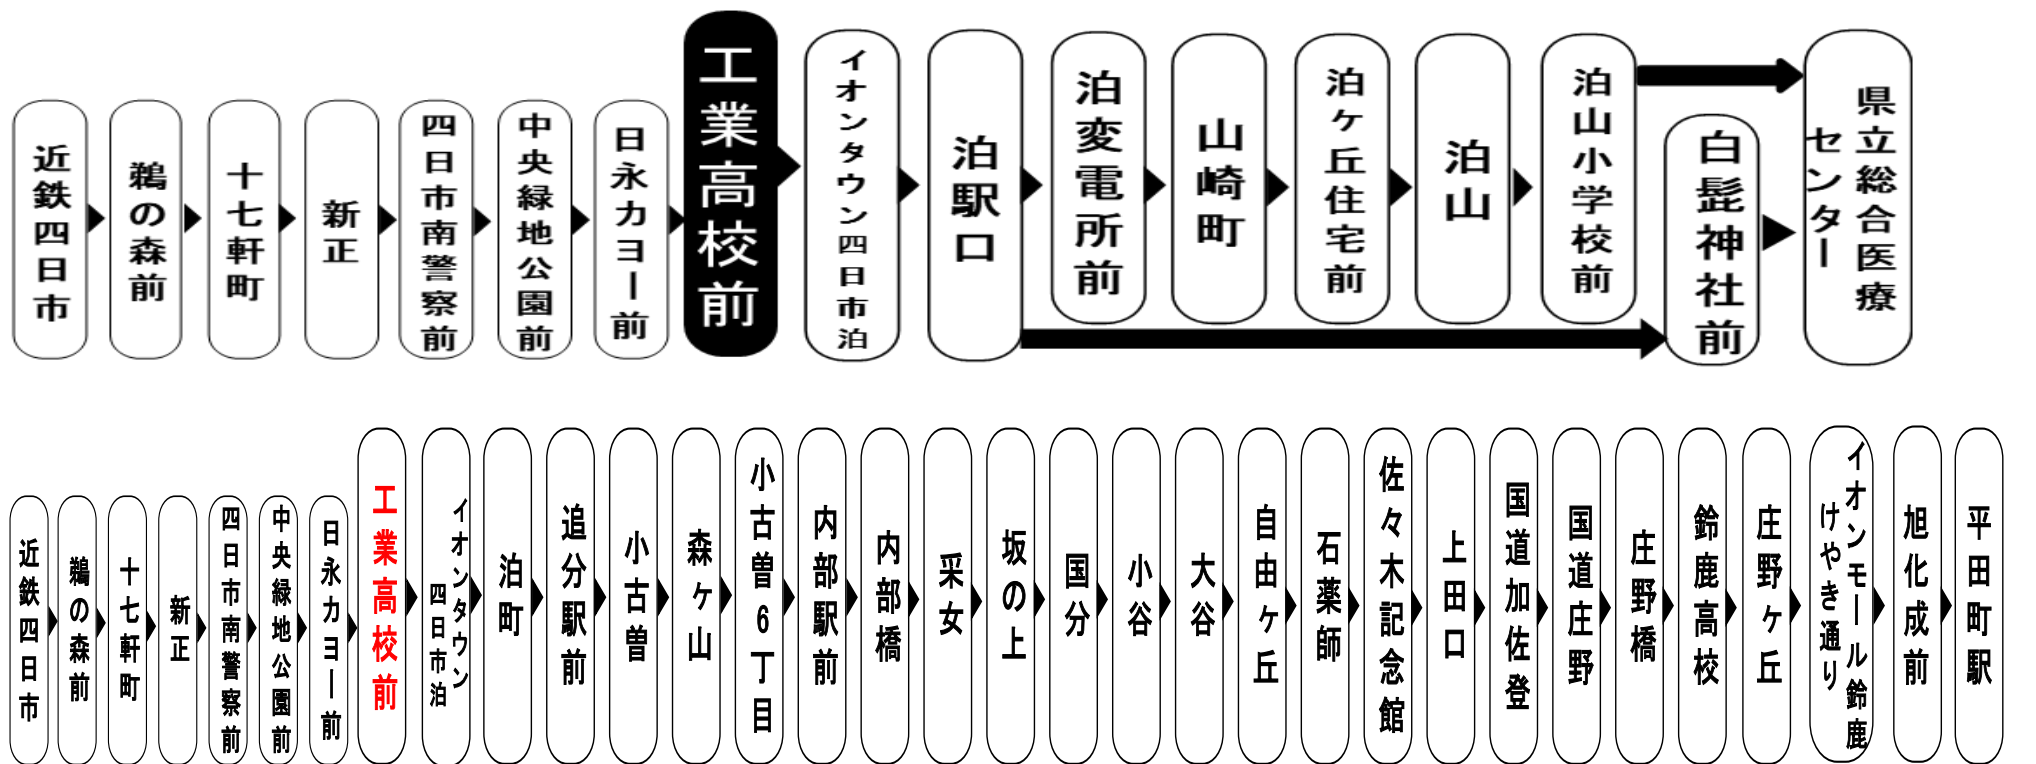 近鉄四日市
鵜の森前
十七軒町
新正
四日市南警察前
中央緑地公園前
日永カヨー前
工業高校前
イオンタウン四日市泊
泊駅口
泊変電所前
山崎町
泊ケ丘住宅前
泊山
泊山小学校前
白髭神社前
県立総合医療
センター
近鉄四日市
鵜の森前
十七軒町
新正
四日市南警察前
中央緑地公園前
日永カヨー前
工業高校前
イオンタウン
四日市泊
泊町
追分駅前
小古曽
森ヶ山
小古曽6丁目
内部駅前
内部橋
采女
坂の上
国分
小谷
大谷
自由ヶ丘
石薬師
佐々木記念館
上田口
国道加佐登
国道庄野
庄野橋
鈴鹿高校
庄野ヶ丘
イオンモール鈴鹿
けやき通り
旭化成前
平田町駅